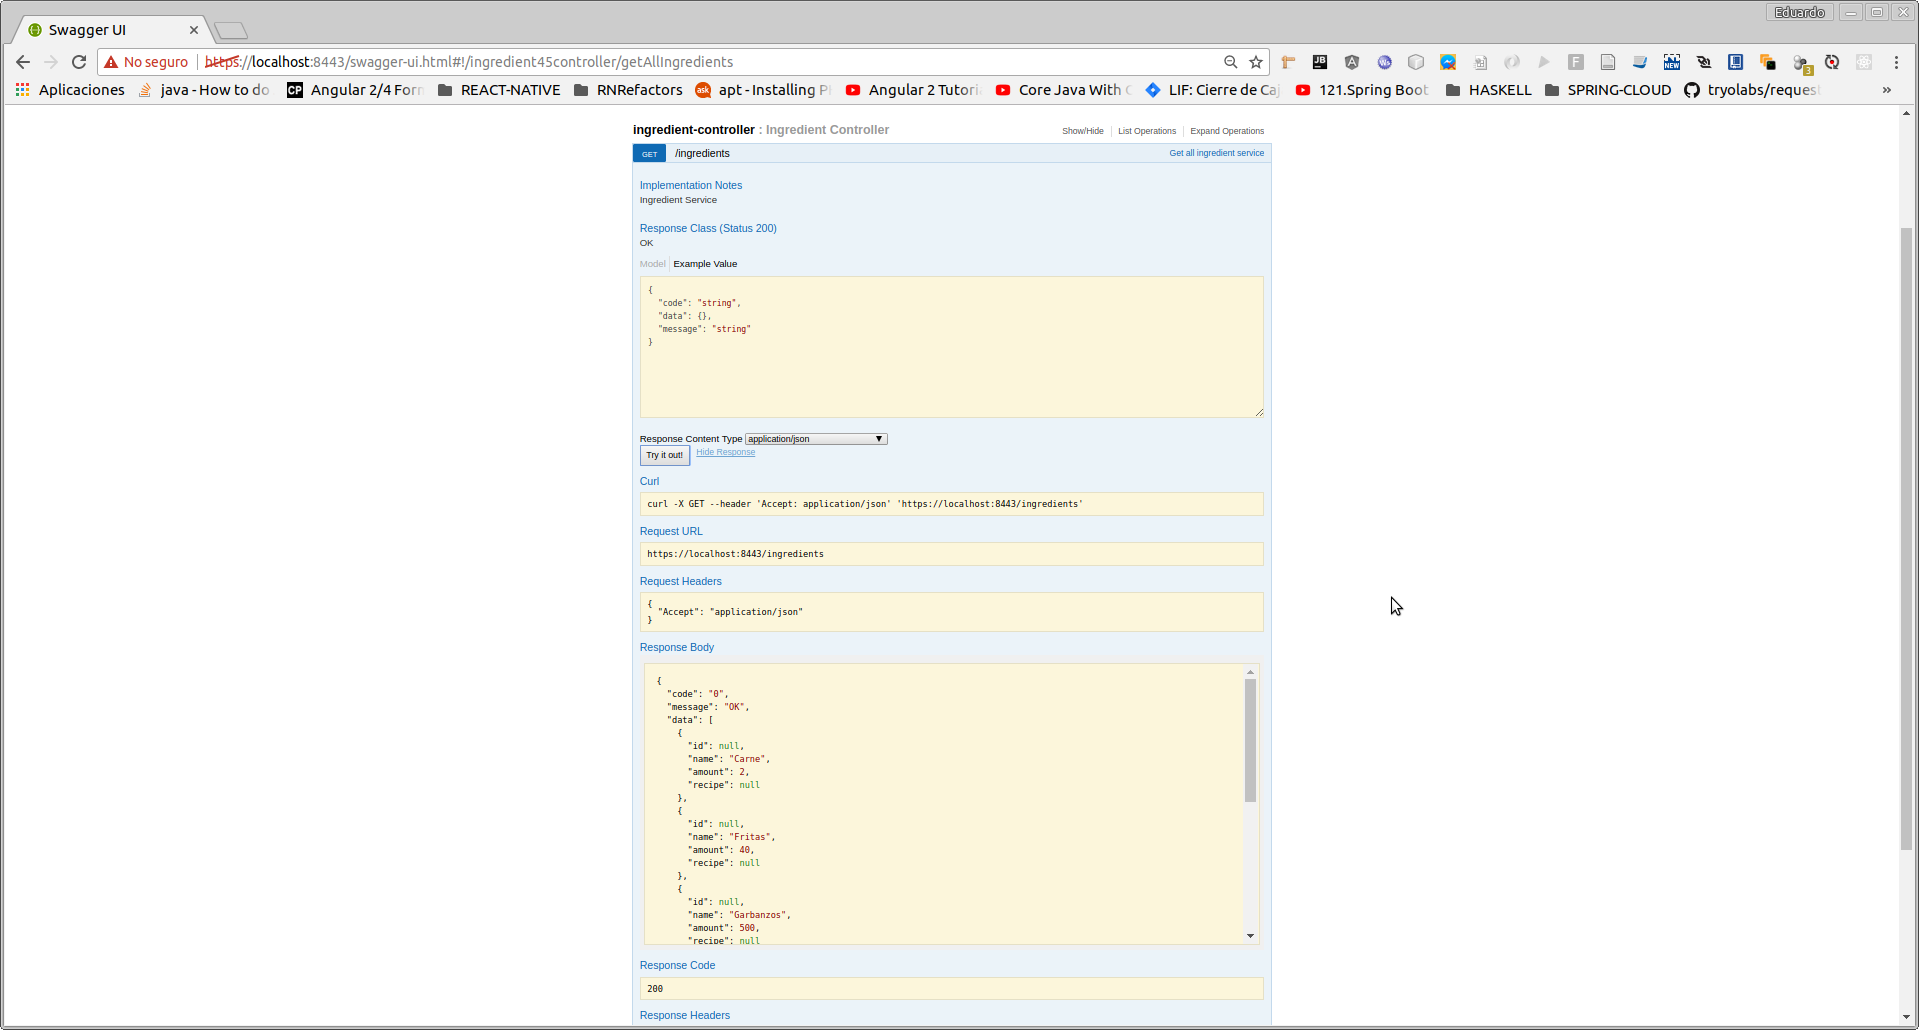 Eduardo
Swagger UI
No seguro https://localhost:8443/swagger-ui.html#!/ingredient45controller/getAllIngredients
Aplicaciones java - How to do Angular 2/4 Forn REACT-NATIVE RNRefactors apt - Installing P Angular 2 Tutori Core Java With LIF: Cierre de Caj 121.Spring Boot HASKELL SPRING-CLOUD tryolabs/request »
ingredient-controller : Ingredient Controller Show/Hide List Operations Expand Operations
GET /ingredients Get all ingredient service
Implementation Notes
Ingredient Service
Response Class (Status 200)
OK
Model Example Value
{
"code": "string",
"data": {},
"message": "string"
}
Response Content Type application/json
Try it out! Hide Response
Curl
curl -X GET --header 'Accept: application/json' 'https://localhost:8443/ingredients'
Request URL
https://localhost:8443/ingredients
Request Headers
{
"Accept": "application/json"
}
Response Body
{
"code": "0",
"message": "OK",
"data": [
{
"id": null,
"name": "Carne",
"amount": 2,
"recipe": null
},
{
"id": null,
"name": "Fritas",
"amount": 40,
"recipe": null
},
{
"id": null,
"name": "Garbanzos",
"amount": 500,
"recipe": null
Response Code
200
Response Headers